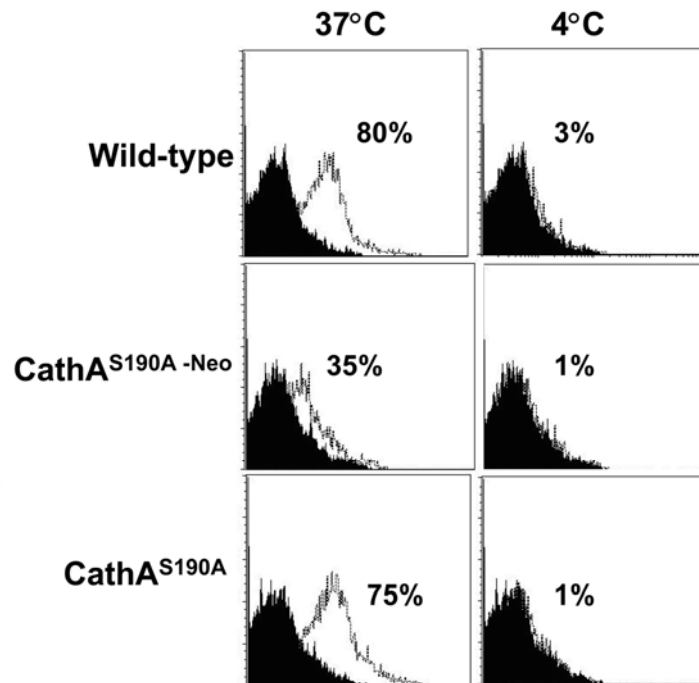 37°C 4°C
Wild-type 80% 3%
CathA^S190A -Neo 35% 1%
CathA^S190A 75% 1%